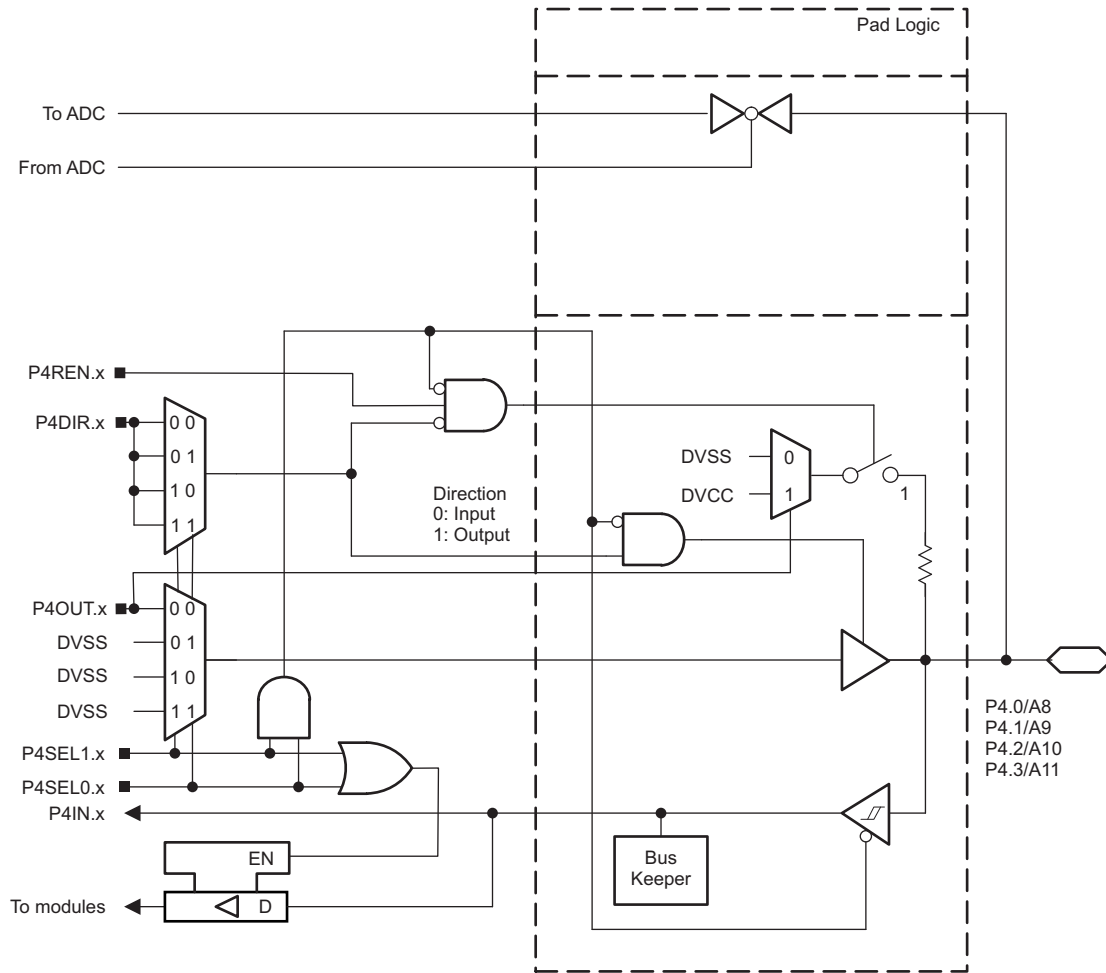 Pad Logic
To ADC
From ADC
P4REN.x
P4DIR.x
0 0
0 1
1 0
1 1
Direction
0: Input
1: Output
DVSS
0
DVCC
1
1
P4OUT.x
0 0
DVSS
0 1
DVSS
1 0
DVSS
1 1
P4SEL1.x
P4SEL0.x
P4IN.x
P4.0/A8
P4.1/A9
P4.2/A10
P4.3/A11
Bus
Keeper
EN
D
To modules